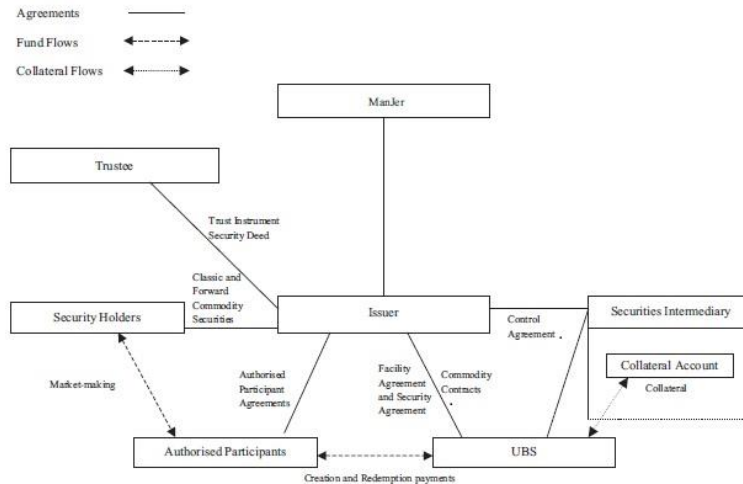 Agreements
Fund Flows
Collateral Flows
ManJer
Trustee
Trust Instrument
Security Deed
Classic and
Forward
Commodity
Securities
Security Holders
Issuer
Control
Agreement
Securities Intermediary
Collateral Account
Collateral
Market-making
Authorised
Participant
Agreements
Facility
Agreement
and Security
Agreement
Commodity
Contracts
Authorised Participants
UBS
Creation and Redemption payments